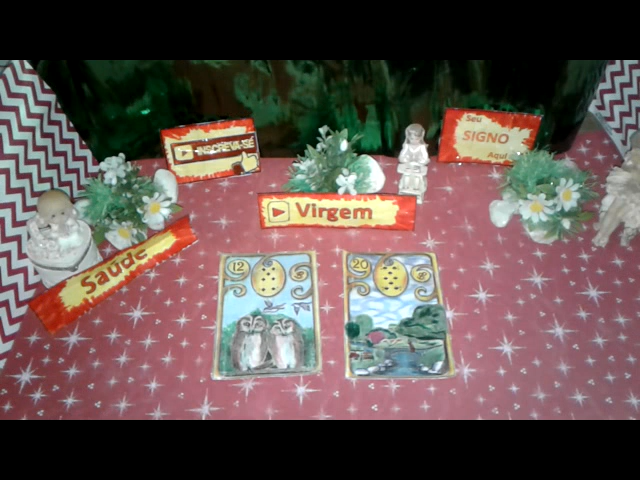 INSCREVA-SE
Seu
SIGNO
Aqui
Virgem
Saúde
12
20